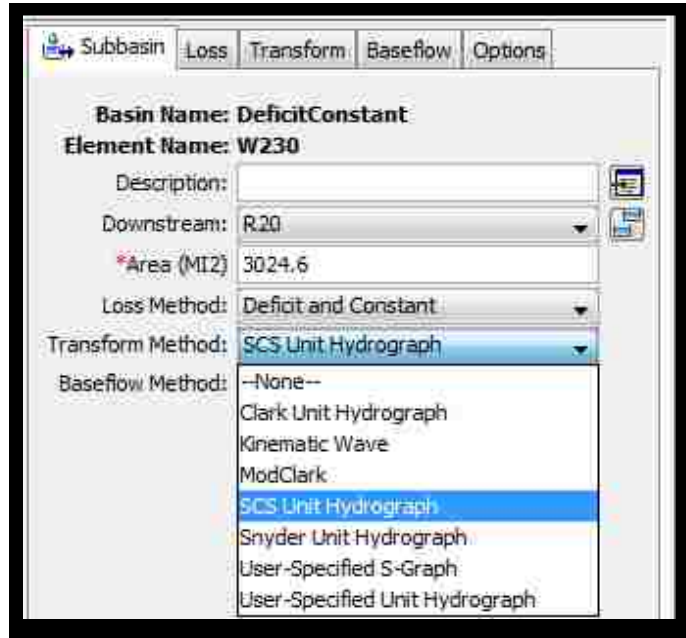 Subbasin Loss Transform Baseflow Options
Basin Name: DeficitConstant
Element Name: W230
Description:
Downstream: R20
*Area (MI2) 3024.6
Loss Method: Deficit and Constant
Transform Method: SCS Unit Hydrograph
Baseflow Method: --None--
Clark Unit Hydrograph
Kinematic Wave
ModClark
SCS Unit Hydrograph
Snyder Unit Hydrograph
User-Specified S-Graph
User-Specified Unit Hydrograph